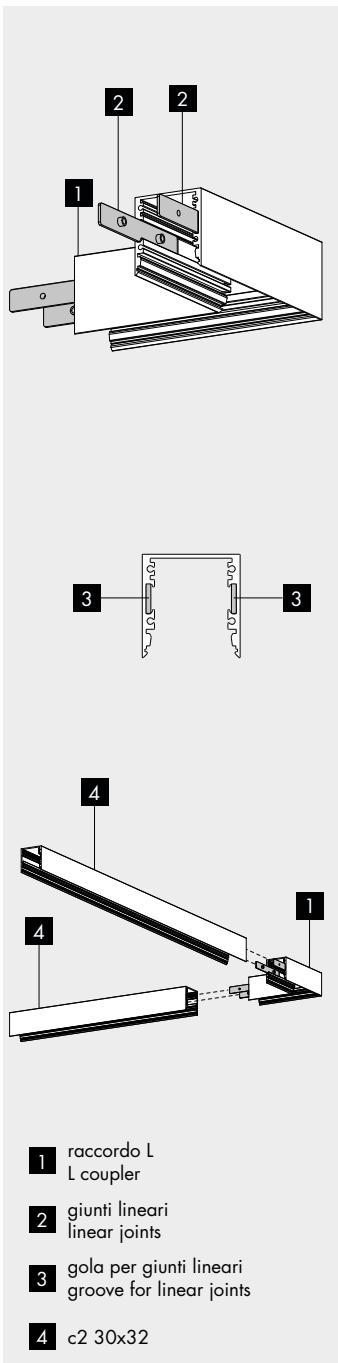 2
2
1
3
3
4
1
4
1 raccordo L
L coupler
2 giunti lineari
linear joints
3 gola per giunti lineari
groove for linear joints
4 c2 30x32